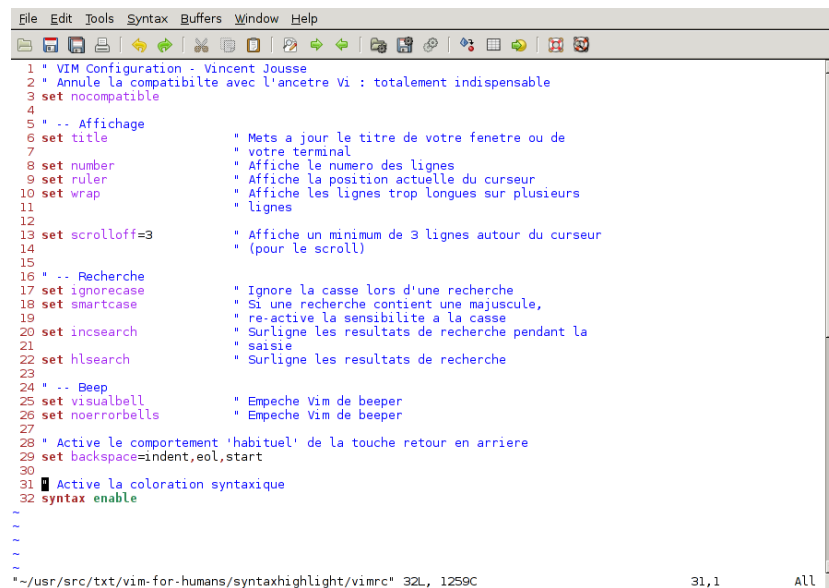 File Edit Tools Syntax Buffers Window Help
1 " VIM Configuration - Vincent Jousse
2 " Annule la compatibilte avec l'ancetre Vi : totalement indispensable
3 set nocompatible
4
5 " -- Affichage
6 set title " Mets a jour le titre de votre fenetre ou de
7 " votre terminal
8 set number " Affiche le numero des lignes
9 set ruler " Affiche la position actuelle du curseur
10 set wrap " Affiche les lignes trop longues sur plusieurs
11 " lignes
12
13 set scrolloff=3 " Affiche un minimum de 3 lignes autour du curseur
14 " (pour le scroll)
15
16 " -- Recherche
17 set ignorecase " Ignore la casse lors d'une recherche
18 set smartcase " Si une recherche contient une majuscule,
19 " re-active la sensibilite a la casse
20 set incsearch " Surligne les resultats de recherche pendant la
21 " saisie
22 set hlsearch " Surligne les resultats de recherche
23
24 " -- Beep
25 set visualbell " Empeche Vim de beeper
26 set noerrorbells " Empeche Vim de beeper
27
28 " Active le comportement 'habituel' de la touche retour en arriere
29 set backspace=indent,eol,start
30
31 " Active la coloration syntaxique
32 syntax enable
~
~
~
~
~
"~/usr/src/txt/vim-for-humans/syntaxhighlight/vimrc" 32L, 1259C 31,1 All